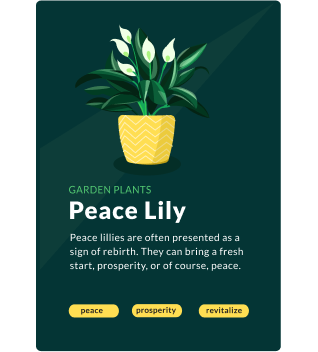 GARDEN PLANTS
Peace Lily
Peace lillies are often presented as a
sign of rebirth. They can bring a fresh
start, prosperity, or of course, peace.
peace prosperity revitalize